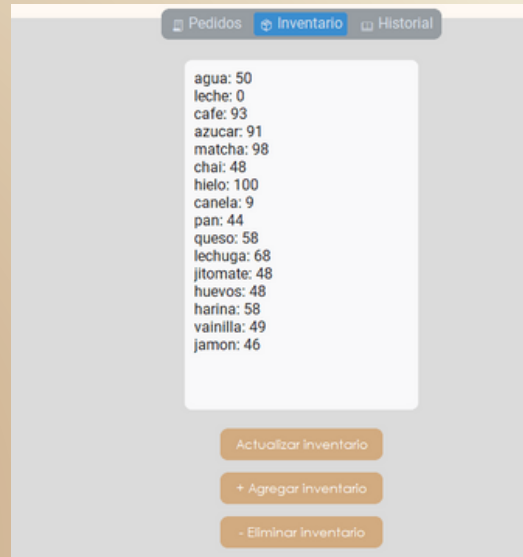 Pedidos Inventario Historial
agua: 50
leche: 0
cafe: 93
azucar: 91
matcha: 98
chai: 48
hielo: 100
canela: 9
pan: 44
queso: 58
lechuga: 68
jitomate: 48
huevos: 48
harina: 58
vainilla: 49
jamon: 46
Actualizar inventario
+ Agregar inventario
- Eliminar inventario